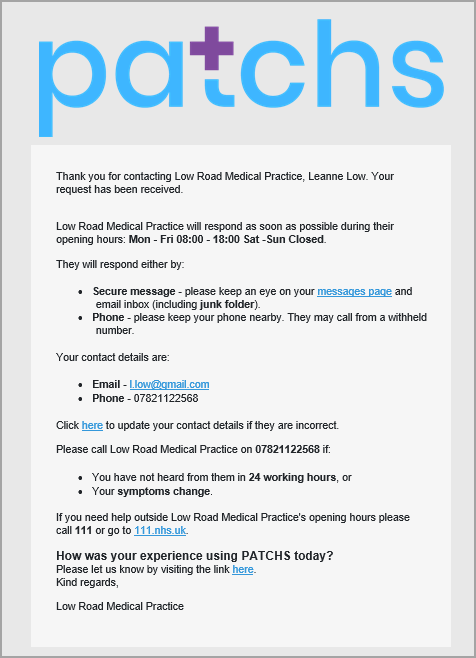 patchs
Thank you for contacting Low Road Medical Practice, Leanne Low. Your
request has been received.
Low Road Medical Practice will respond as soon as possible during their
opening hours: Mon - Fri 08:00 - 18:00 Sat -Sun Closed.
They will respond either by:
• Secure message - please keep an eye on your messages page and
email inbox (including junk folder).
• Phone - please keep your phone nearby. They may call from a withheld
number.
Your contact details are:
• Email - l.low@gmail.com
• Phone - 07821122568
Click here to update your contact details if they are incorrect.
Please call Low Road Medical Practice on 07821122568 if:
• You have not heard from them in 24 working hours, or
• Your symptoms change.
If you need help outside Low Road Medical Practice's opening hours please
call 111 or go to 111.nhs.uk.
How was your experience using PATCHS today?
Please let us know by visiting the link here.
Kind regards,
Low Road Medical Practice